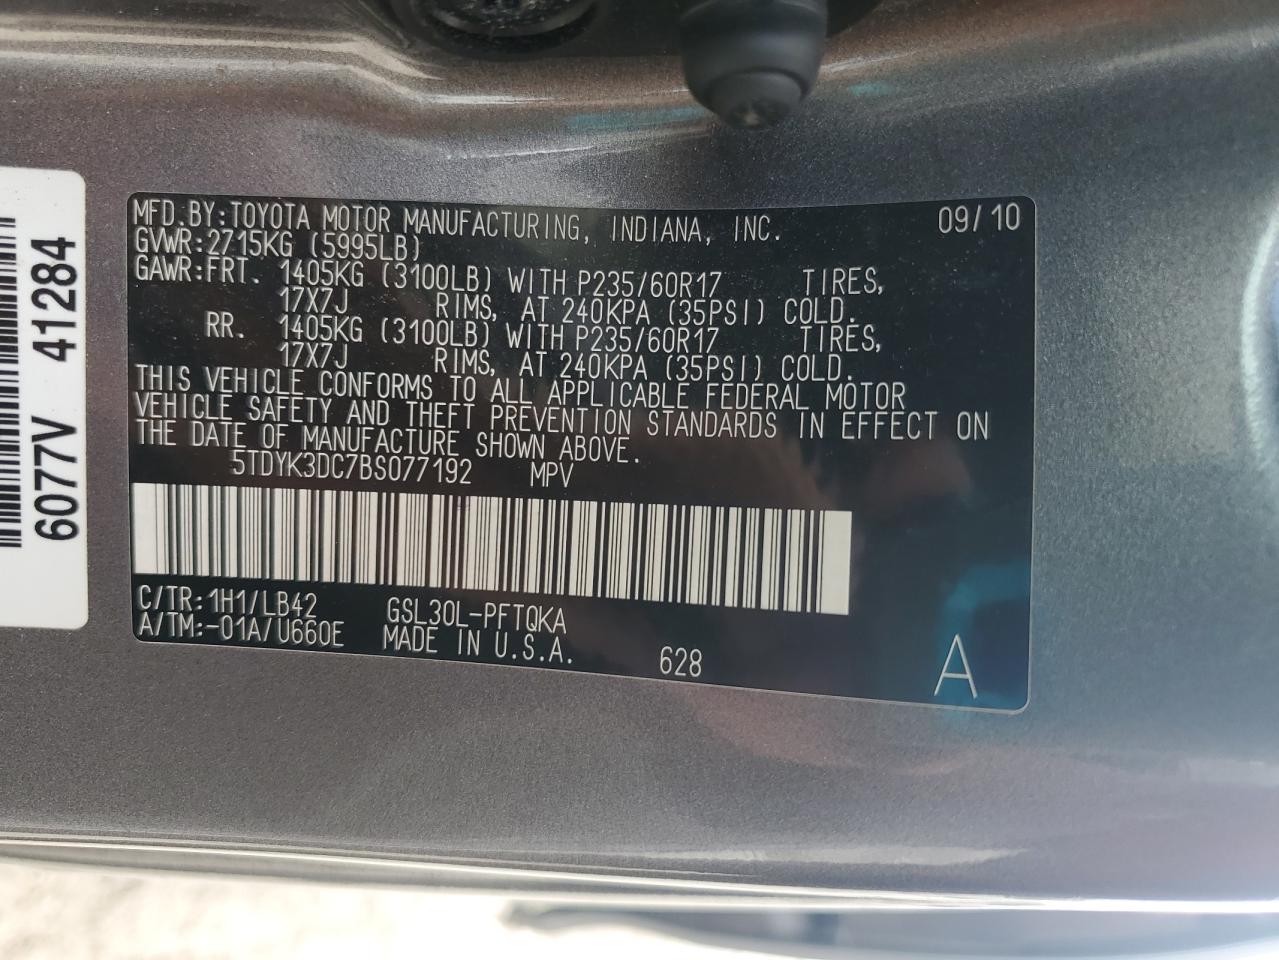 MFD.BY:TOYOTA MOTOR MANUFACTURING, INDIANA, INC. 09/10
GVWR:2715KG (5995LB)
GAWR:FRT. 1405KG (3100LB) WITH P235/60R17 TIRES,
17X7J RIMS, AT 240KPA (35PSI) COLD.
RR. 1405KG (3100LB) WITH P235/60R17 TIRES,
17X7J RIMS, AT 240KPA (35PSI) COLD.
THIS VEHICLE CONFORMS TO ALL APPLICABLE FEDERAL MOTOR
VEHICLE SAFETY AND THEFT PREVENTION STANDARDS IN EFFECT ON
THE DATE OF MANUFACTURE SHOWN ABOVE.
5TDYK3DC7BS077192 MPV
C/TR:1H1/LB42 GSL30L-PFTQKA
A/TM:-01A/U660E MADE IN U.S.A. 628
A
6077V 41284